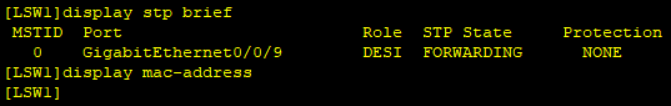 [LSW1]display stp brief
MSTID Port Role STP State Protection
0 GigabitEthernet0/0/9 DESI FORWARDING NONE
[LSW1]display mac-address
[LSW1]